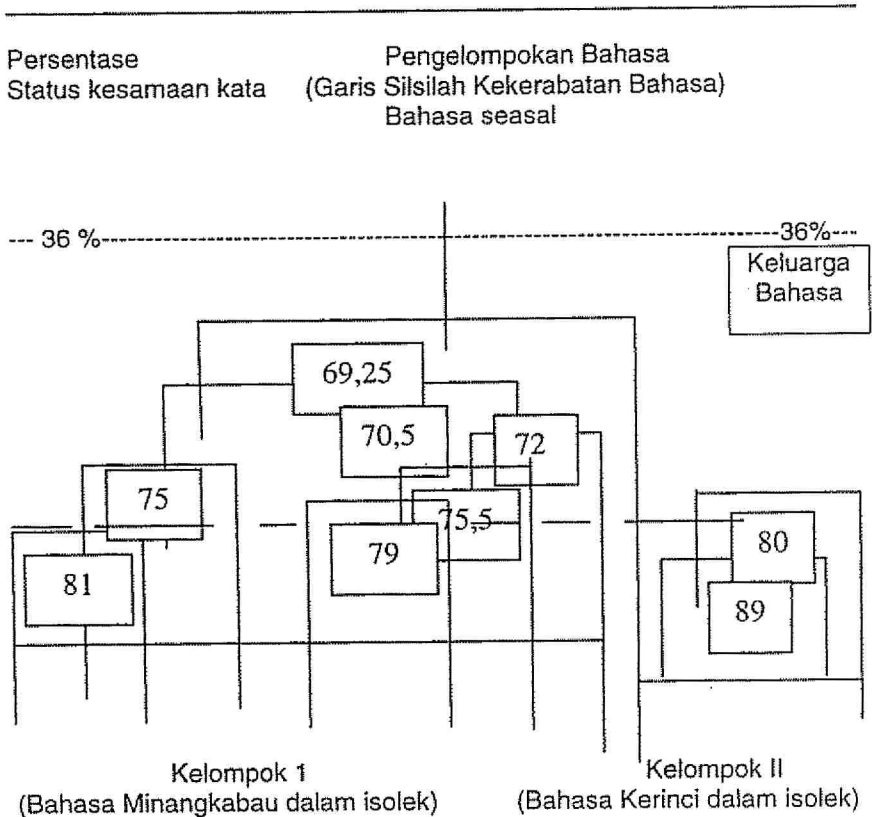 Persentase
Status kesamaan kata
Pengelompokan Bahasa
(Garis Silsilah Kekerabatan Bahasa)
Bahasa seasal
--- 36 %--- ---36%---
Keluarga
Bahasa
69,25
70,5
72
75
75,5
79
80
81
89
Kelompok 1
(Bahasa Minangkabau dalam isolek)
Kelompok II
(Bahasa Kerinci dalam isolek)